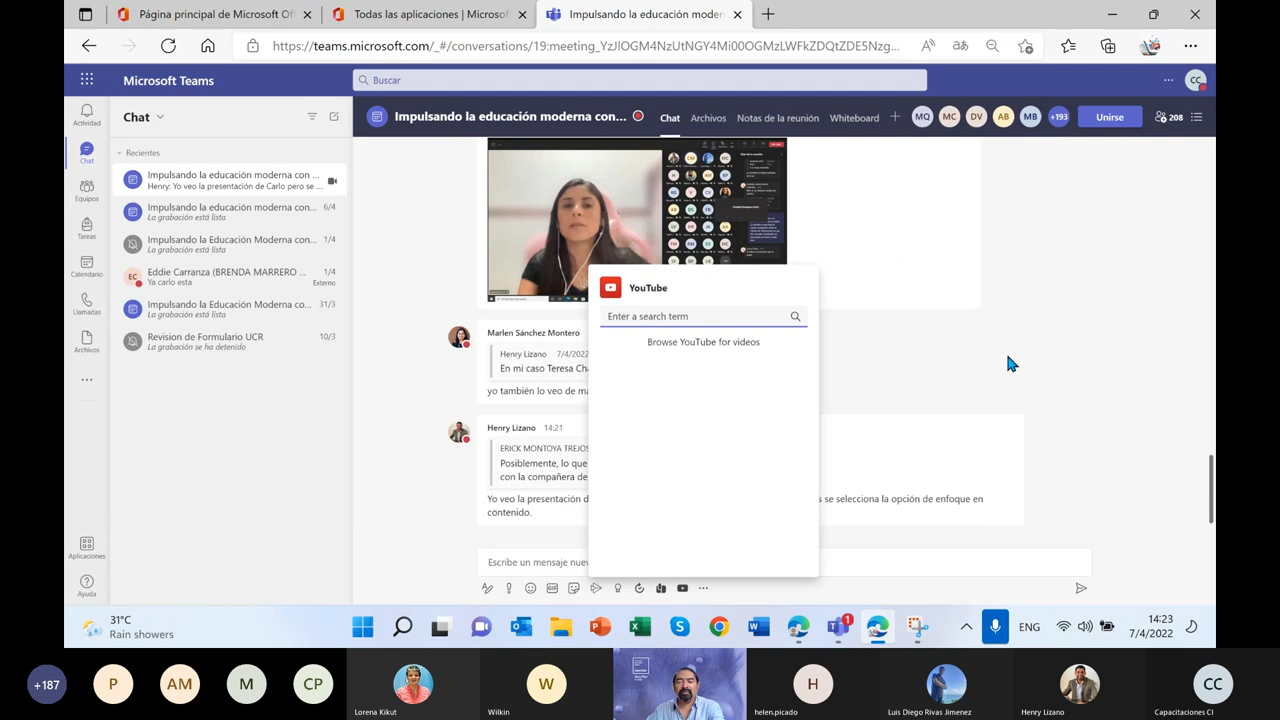 Página principal de Microsoft Of
Todas las aplicaciones | Microsof
Impulsando la educación moder
https://teams.microsoft.com/_#/conversations/19:meeting_YzJlOGM4NzUtNGY4Mi00OGMzLWFkZDQtZDE5Nzg...
Microsoft Teams
Buscar
CC
Chat
Impulsando la educación moderna con...
Chat
Archivos
Notas de la reunión
Whiteboard
MQ
MC
DV
AB
MB
+193
Unirse
208
Actividad
Chat
Equipos
Tareas
Calendario
Llamadas
Archivos
Aplicaciones
Ayuda
Recientes
Impulsando la educación moderna con ...
Henry: Yo veo la presentación de Carlo pero se ...
Impulsando la educación moderna con...
6/4
La grabación está lista
Impulsando la Educación Moderna con...
1/4
La grabación está lista
EC
Eddie Carranza (BRENDA MARRERO ...
1/4
Ya carlo esta
Externo
Impulsando la Educación Moderna co...
31/3
La grabación está lista
Revision de Formulario UCR
10/3
La grabación se ha detenido
YouTube
Enter a search term
Browse YouTube for videos
Marlen Sánchez Montero
Henry Lizano 7/4/2022
En mi caso Teresa Ch
yo también lo veo de ma
Henry Lizano 14:21
ERICK MONTOYA TREJOS
Posiblemente, lo que
con la compañera de
Yo veo la presentación d
s se selecciona la opción de enfoque en
contenido.
Escribe un mensaje nuev
GIF
31°C
Rain showers
1
ENG
14:23
7/4/2022
+187
P
AM
M
CP
Lorena Kikut
W
Wilkin
H
helen.picado
Luis Diego Rivas Jimenez
Henry Lizano
CC
Capacitaciones CI